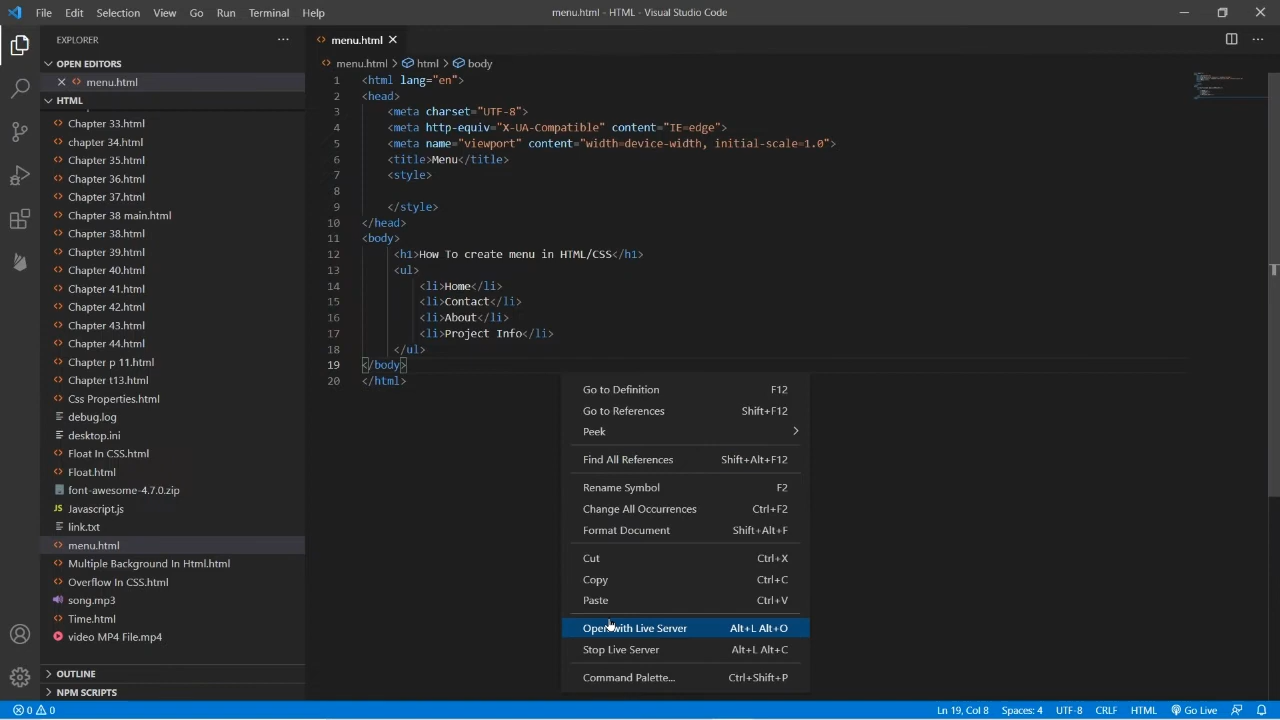 File Edit Selection View Go Run Terminal Help
menu.html - HTML - Visual Studio Code
EXPLORER
OPEN EDITORS
menu.html
HTML
Chapter 33.html
chapter 34.html
Chapter 35.html
Chapter 36.html
Chapter 37.html
Chapter 38 main.html
Chapter 38.html
Chapter 39.html
Chapter 40.html
Chapter 41.html
Chapter 42.html
Chapter 43.html
Chapter 44.html
Chapter p 11.html
Chapter t13.html
Css Properties.html
debug.log
desktop.ini
Float In CSS.html
Float.html
font-awesome-4.7.0.zip
JS Javascript.js
link.txt
menu.html
Multiple Background In Html.html
Overflow In CSS.html
song.mp3
Time.html
video MP4 File.mp4
OUTLINE
NPM SCRIPTS
menu.html
menu.html > html > body
1 <html lang="en">
2 <head>
3 <meta charset="UTF-8">
4 <meta http-equiv="X-UA-Compatible" content="IE=edge">
5 <meta name="viewport" content="width=device-width, initial-scale=1.0">
6 <title>Menu</title>
7 <style>
8
9 </style>
10 </head>
11 <body>
12 <h1>How To create menu in HTML/CSS</h1>
13 <ul>
14 <li>Home</li>
15 <li>Contact</li>
16 <li>About</li>
17 <li>Project Info</li>
18 </ul>
19 </body>
20 </html>
Go to Definition F12
Go to References Shift+F12
Peek
Find All References Shift+Alt+F12
Rename Symbol F2
Change All Occurrences Ctrl+F2
Format Document Shift+Alt+F
Cut Ctrl+X
Copy Ctrl+C
Paste Ctrl+V
Open with Live Server Alt+L Alt+O
Stop Live Server Alt+L Alt+C
Command Palette... Ctrl+Shift+P
0 0
Ln 19, Col 8 Spaces: 4 UTF-8 CRLF HTML Go Live